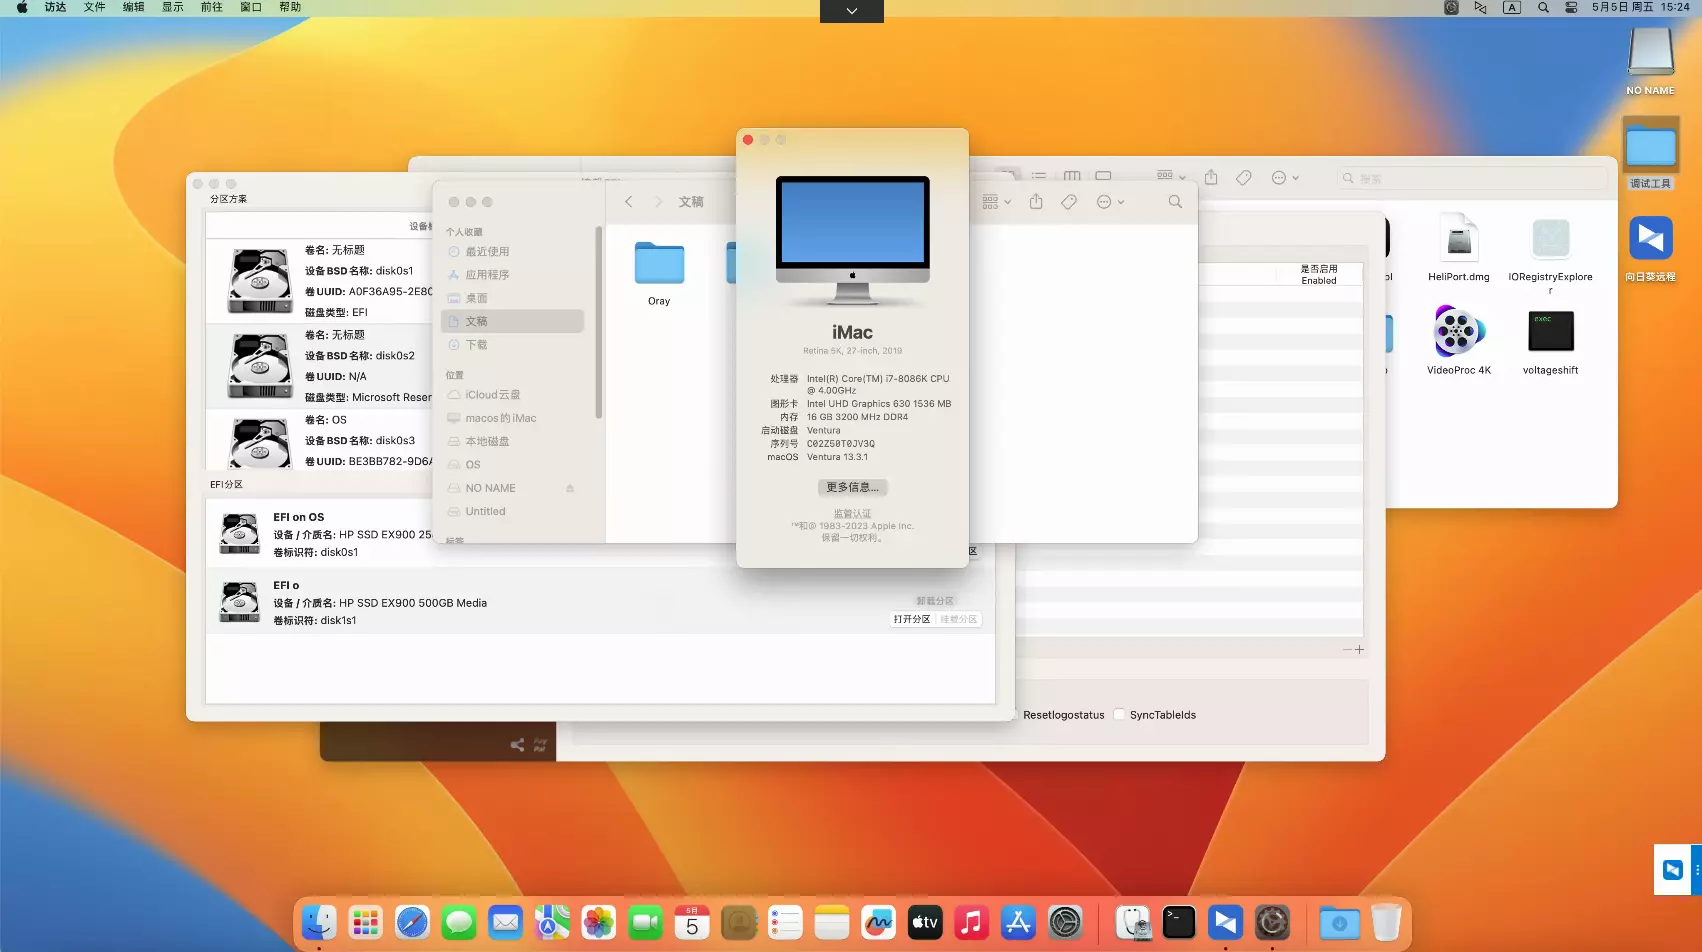 访达 文件 编辑 显示 前往 窗口 帮助
A 5月5日 周五 15:24
NO NAME
调试工具
向日葵远程
搜索
HeliPort.dmg
IORegistryExplore
r
VideoProc 4K
exec
voltageshift
是否启用
Enabled
Resetlogostatus
SyncTableIds
分区方案
卷名: 无标题
设备 BSD 名称: disk0s1
卷 UUID: A0F36A95-2E80
磁盘类型: EFI
卷名: 无标题
设备 BSD 名称: disk0s2
卷 UUID: N/A
磁盘类型: Microsoft Reser
卷名: OS
设备 BSD 名称: disk0s3
卷 UUID: BE3BB782-9D6A
EFI分区
EFI on OS
设备 / 介质名: HP SSD EX900 25
卷标识符: disk0s1
EFI o
设备 / 介质名: HP SSD EX900 500GB Media
卷标识符: disk1s1
卸载分区
打开分区 挂载分区
文稿
个人收藏
最近使用
应用程序
桌面
文稿
下载
位置
iCloud云盘
macos的iMac
本地磁盘
OS
NO NAME
Untitled
标签
Oray
iMac
Retina 5K, 27-inch, 2019
处理器 Intel(R) Core(TM) i7-8086K CPU
@ 4.00GHz
图形卡 Intel UHD Graphics 630 1536 MB
内存 16 GB 3200 MHz DDR4
启动磁盘 Ventura
序列号 C02Z50T0JV3Q
macOS Ventura 13.3.1
更多信息...
监管认证
™和© 1983-2023 Apple Inc.
保留一切权利。
5月
5
tv